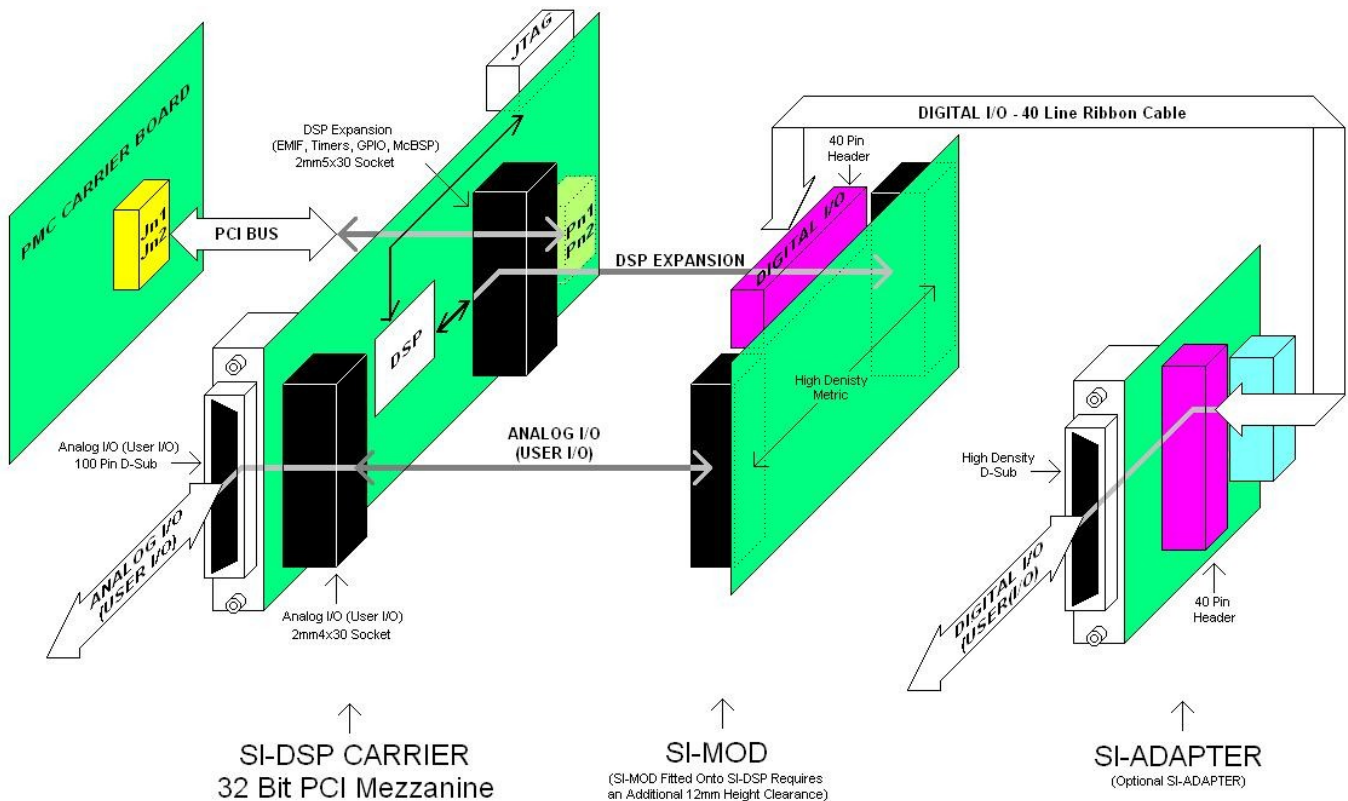 JTAG
PMC CARRIER BOARD
DSP Expansion
(EMIF, Timers, GPIO, McBSP)
2mm5x30 Socket
DIGITAL I/O - 40 Line Ribbon Cable
40 Pin
Header
Jn1
Jn2
PCI BUS
Pn1
Pn2
DIGITAL I/O
DSP EXPANSION
DSP
High Denisty
Metric
Analog I/O (User I/O)
100 Pin D-Sub
ANALOG I/O
(USER I/O)
High Density
D-Sub
ANALOG I/O
(USER I/O)
Analog I/O (User I/O)
2mm4x30 Socket
DIGITAL I/O
(USER(I/O)
40 Pin
Header
SI-DSP CARRIER
32 Bit PCI Mezzanine
SI-MOD
(SI-MOD Fitted Onto SI-DSP Requires
an Additional 12mm Height Clearance)
SI-ADAPTER
(Optional SI-ADAPTER)